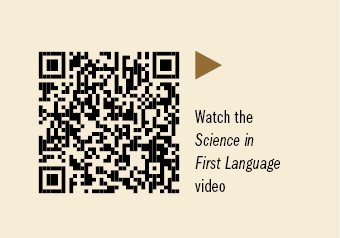 Watch the
Science in
First Language
video